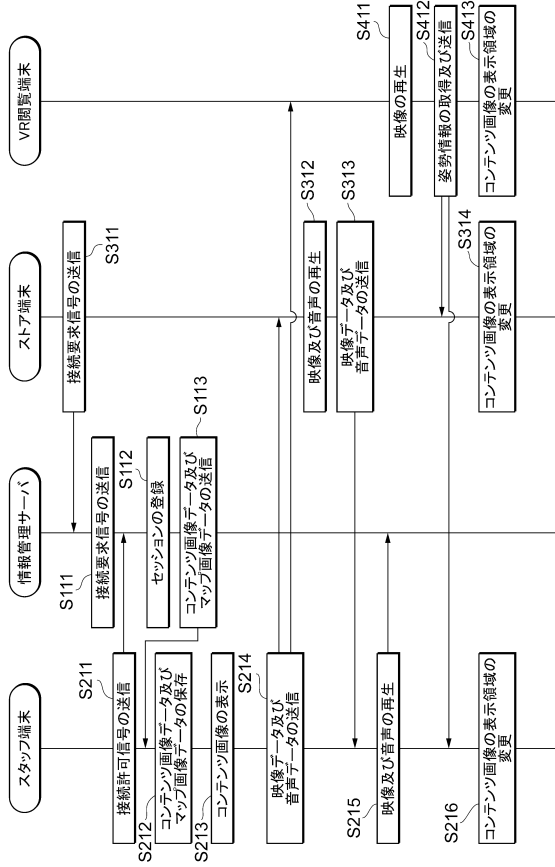 スタッフ端末
情報管理サーバ
ストア端末
VR閲覧端末
接続要求信号の送信
S311
S111
接続要求信号の送信
S211
接続許可信号の送信
S112
セッションの登録
S113
コンテンツ画像データ及び
マップ画像データの送信
S212
コンテンツ画像データ及び
マップ画像データの保存
S213
コンテンツ画像の表示
S214
映像データ及び
音声データの送信
S312
映像及び音声の再生
S313
映像データ及び
音声データの送信
S215
映像及び音声の再生
S411
映像の再生
S412
姿勢情報の取得及び送信
S413
コンテンツ画像の表示領域の
変更
S314
コンテンツ画像の表示領域の
変更
S216
コンテンツ画像の表示領域の
変更